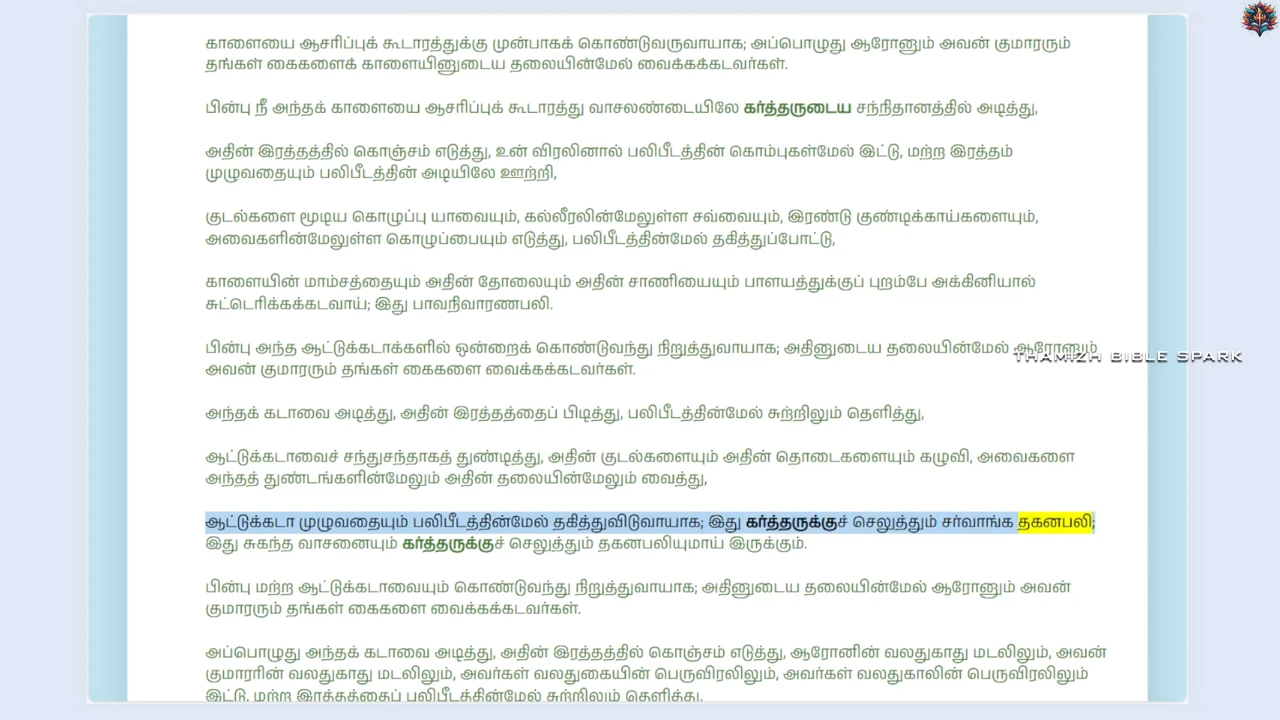 காளையை ஆசரிப்புக் கூடாரத்துக்கு முன்பாகக் கொண்டுவருவாயாக; அப்பொழுது ஆரோனும் அவன் குமாரரும்
தங்கள் கைகளைக் காளையினுடைய தலையின்மேல் வைக்கக்கடவர்கள்.
பின்பு நீ அந்தக் காளையை ஆசரிப்புக் கூடாரத்து வாசலண்டையிலே கர்த்தருடைய சந்நிதானத்தில் அடித்து,
அதின் இரத்தத்தில் கொஞ்சம் எடுத்து, உன் விரலினால் பலிபீடத்தின் கொம்புகள்மேல் இட்டு, மற்ற இரத்தம்
முழுவதையும் பலிபீடத்தின் அடியிலே ஊற்றி,
குடல்களை மூடிய கொழுப்பு யாவையும், கல்லீரலின்மேலுள்ள சவ்வையும், இரண்டு குண்டிக்காய்களையும்,
அவைகளின்மேலுள்ள கொழுப்பையும் எடுத்து, பலிபீடத்தின்மேல் தகித்துப்போட்டு,
காளையின் மாம்சத்தையும் அதின் தோலையும் அதின் சாணியையும் பாளயத்துக்குப் புறம்பே அக்கினியால்
சுட்டெரிக்கக்கடவாய்; இது பாவநிவாரணபலி.
பின்பு அந்த ஆட்டுக்கடாக்களில் ஒன்றைக் கொண்டுவந்து நிறுத்துவாயாக; அதினுடைய தலையின்மேல் ஆரோனும்
THAMIZH BIBLE SPARK
அவன் குமாரரும் தங்கள் கைகளை வைக்கக்கடவர்கள்.
அந்தக் கடாவை அடித்து, அதின் இரத்தத்தைப் பிடித்து, பலிபீடத்தின்மேல் சுற்றிலும் தெளித்து,
ஆட்டுக்கடாவைச் சந்துசந்தாகத் துண்டித்து, அதின் குடல்களையும் அதின் தொடைகளையும் கழுவி, அவைகளை
அந்தத் துண்டங்களின்மேலும் அதின் தலையின்மேலும் வைத்து,
ஆட்டுக்கடா முழுவதையும் பலிபீடத்தின்மேல் தகித்துவிடுவாயாக; இது கர்த்தருக்குச் செலுத்தும் சர்வாங்க தகனபலி;
இது சுகந்த வாசனையும் கர்த்தருக்குச் செலுத்தும் தகனபலியுமாய் இருக்கும்.
பின்பு மற்ற ஆட்டுக்கடாவையும் கொண்டுவந்து நிறுத்துவாயாக; அதினுடைய தலையின்மேல் ஆரோனும் அவன்
குமாரரும் தங்கள் கைகளை வைக்கக்கடவர்கள்.
அப்பொழுது அந்தக் கடாவை அடித்து, அதின் இரத்தத்தில் கொஞ்சம் எடுத்து, ஆரோனின் வலதுகாது மடலிலும், அவன்
குமாரரின் வலதுகாது மடலிலும், அவர்கள் வலதுகையின் பெருவிரலிலும், அவர்கள் வலதுகாலின் பெருவிரலிலும்
இட்டு, மற்ற இரத்தத்தைப் பலிபீடத்தின்மேல் சுற்றிலும் தெளித்து,